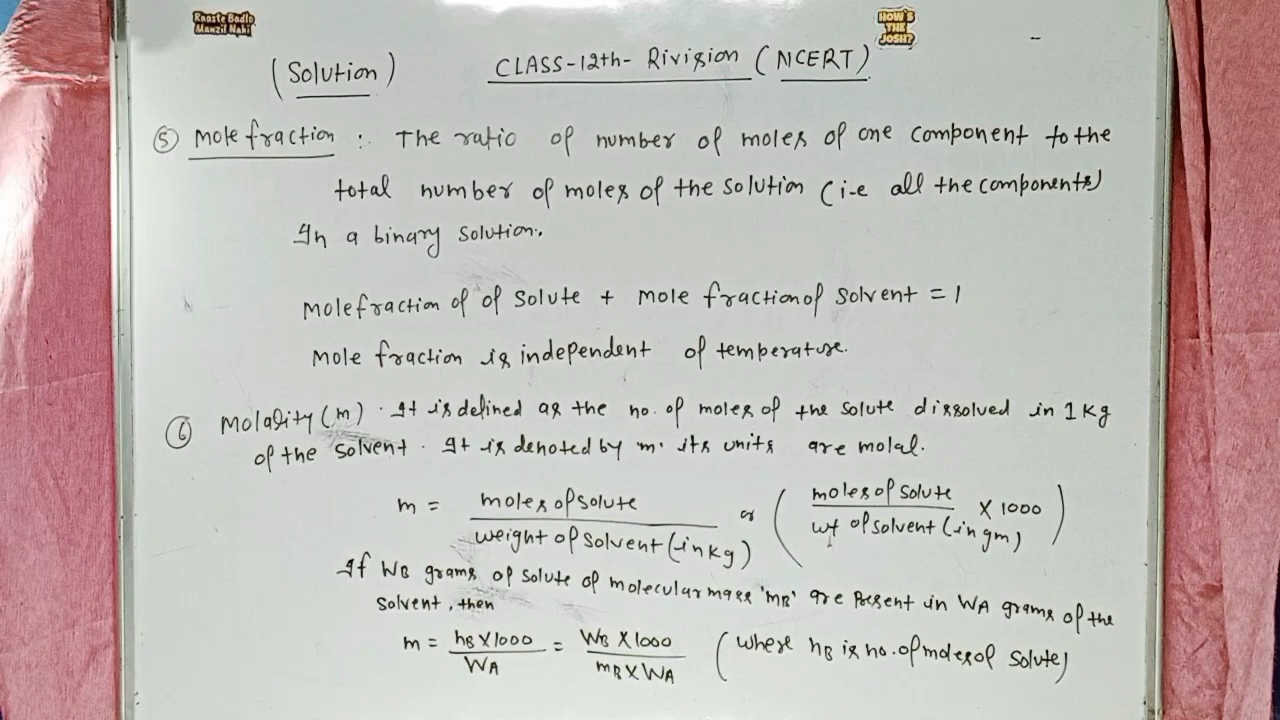 Raaste Badlo
Manzil Nahi
HOW'S
THE
JOSH?
(Solution) CLASS-12th- Rivision (NCERT)
⑤ Mole fraction :. The ratio of number of moles of one component to the
total number of moles of the solution (i-e all the components)
In a binary solution.
Molefraction of of solute + mole fraction of solvent = 1
Mole fraction is independent of temperature.
⑥ Molality (m) . It is defined as the no. of moles of the solute dissolved in 1 Kg
of the solvent . It is denoted by m. its units are molal.
m = moles of solute / weight of solvent (in kg) or ( moles of solute / wt of solvent (in gm) X 1000 )
If WB grams of solute of molecular mass 'mB' are Present in WA grams of the
solvent, then
m = nB X 1000 / WA = WB X 1000 / mB X WA (where nB is no. of moles of solute)